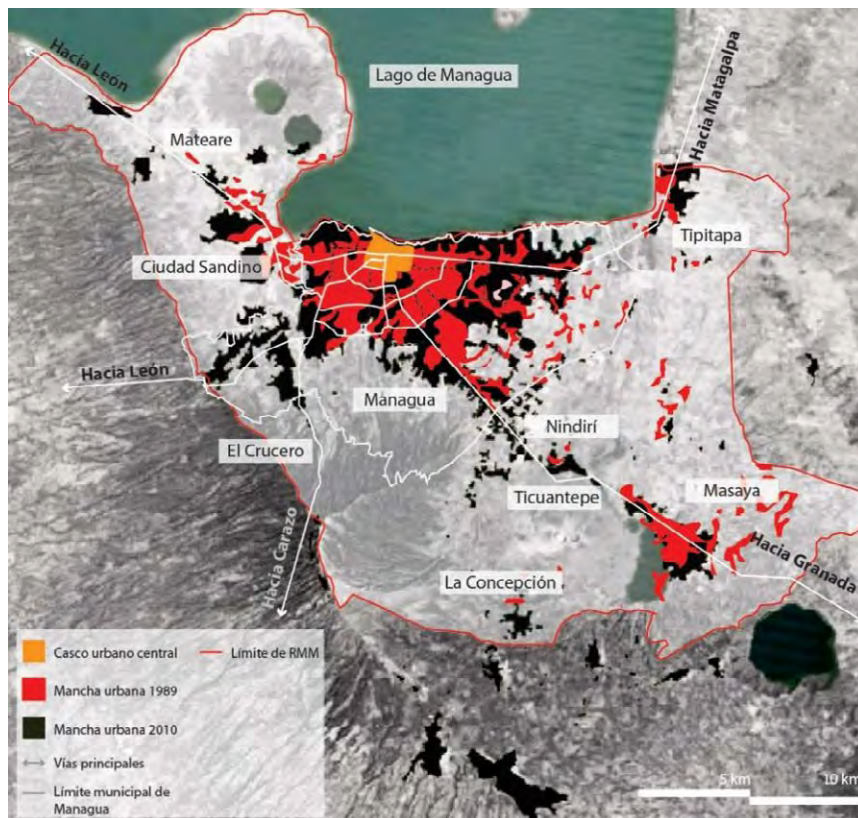 Hacia León
Lago de Managua
Hacia Matagalpa
Mateare
Tipitapa
Ciudad Sandino
Hacia León
Managua
Nindirí
El Crucero
Ticuantepe
Masaya
Hacia Carazo
Hacia Granada
La Concepción
Casco urbano central
Límite de RMM
Mancha urbana 1989
Mancha urbana 2010
Vías principales
Límite municipal de
Managua
5 km
10 km